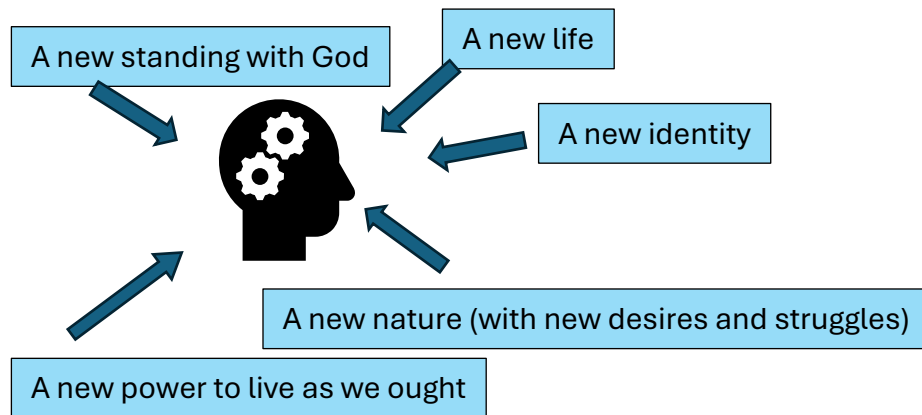 A new standing with God
A new life
A new identity
A new nature (with new desires and struggles)
A new power to live as we ought